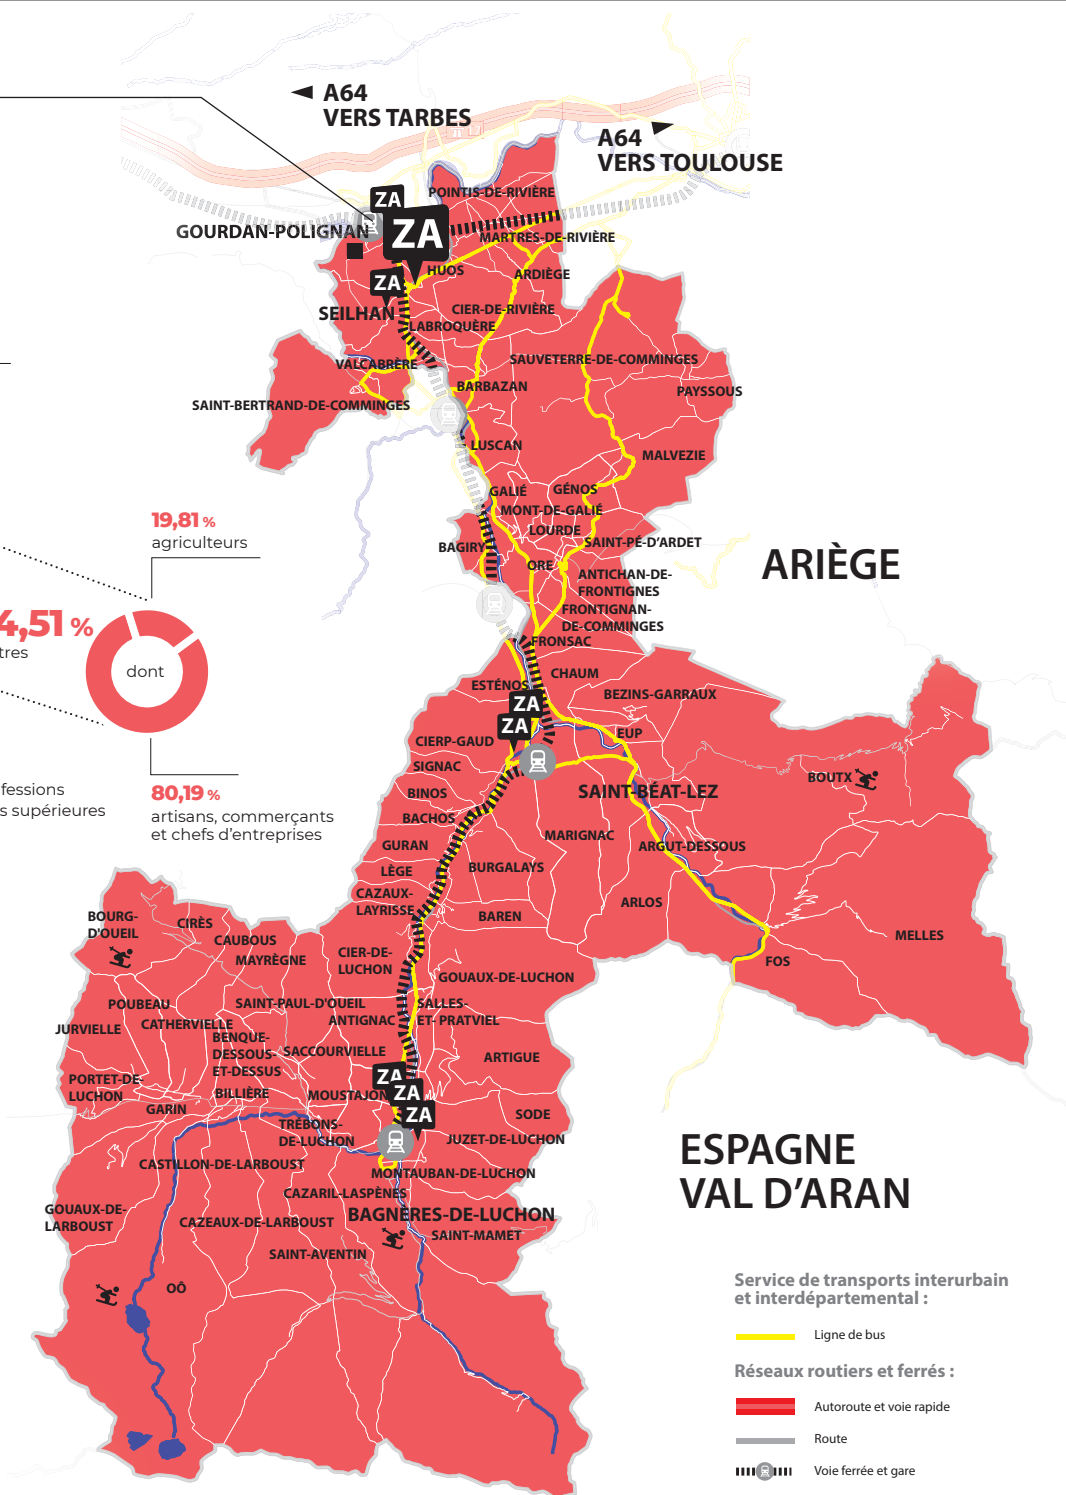 A64
VERS TARBES
A64
VERS TOULOUSE
ZA
POINTIS-DE-RIVIÈRE
GOURDAN-POLIGNAN
ZA
MARTRES-DE-RIVIÈRE
HUOS
ARDIÈGE
ZA
SEILHAN
CIER-DE-RIVIÈRE
LABROQUÈRE
VALCABRÈRE
SAUVETERRE-DE-COMMINGES
BARBAZAN
PAYSSOUS
SAINT-BERTRAND-DE-COMMINGES
LUSCAN
MALVEZIE
GALIÉ
GÉNOS
MONT-DE-GALIÉ
LOURDE
BAGIRY
SAINT-PÉ-D'ARDET
ORE
ANTICHAN-DE-
FRONTIGNES
FRONTIGNAN-
DE-COMMINGES
FRONSAC
ARIÈGE
19,81 %
agriculteurs
4,51 %
tres
dont
fessions
s supérieures
80,19 %
artisans, commerçants
et chefs d'entreprises
CHAUM
ESTÉNOS
BEZINS-GARRAUX
ZA
ZA
EUP
CIERP-GAUD
SIGNAC
BOUTX
BINOS
SAINT-BÉAT-LEZ
BACHOS
MARIGNAC
GURAN
ARGUT-DESSOUS
LÈGE
BURGALAYS
CAZAUX-
LAYRISSE
ARLOS
BAREN
MELLES
FOS
BOURG-
D'OUEIL
CIRÈS
CAUBOUS
MAYRÈGNE
CIER-DE-
LUCHON
GOUAUX-DE-LUCHON
POUBEAU
SAINT-PAUL-D'OUEIL
SALLES-
ET- PRATVIEL
ANTIGNAC
JURVIELLE
CATHERVIELLE
BENQUE-
DESSOUS-
ET-DESSUS
SACCOURVIELLE
ARTIGUE
PORTET-DE-
LUCHON
BILLIÈRE
MOUSTAJON
ZA
ZA
ZA
GARIN
SODE
TRÉBONS-
DE-LUCHON
JUZET-DE-LUCHON
CASTILLON-DE-LARBOUST
MONTAUBAN-DE-LUCHON
CAZARIL-LASPÈNES
GOUAUX-DE-
LARBOUST
CAZEAUX-DE-LARBOUST
BAGNÈRES-DE-LUCHON
SAINT-MAMET
SAINT-AVENTIN
OÔ
ESPAGNE
VAL D'ARAN
Service de transports interurbain
et interdépartemental :
Ligne de bus
Réseaux routiers et ferrés :
Autoroute et voie rapide
Route
Voie ferrée et gare